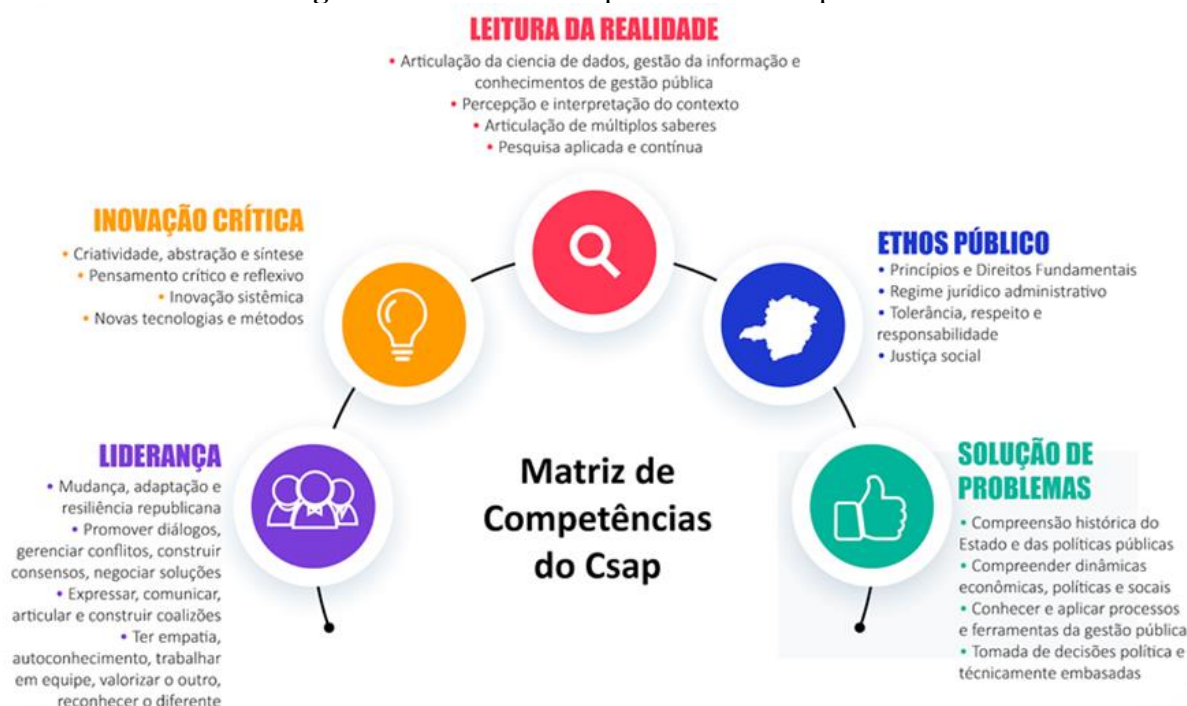 LEITURA DA REALIDADE
• Articulação da ciencia de dados, gestão da informação e
conhecimentos de gestão pública
• Percepção e interpretação do contexto
• Articulação de múltiplos saberes
• Pesquisa aplicada e contínua
INOVAÇÃO CRÍTICA
• Criatividade, abstração e síntese
• Pensamento crítico e reflexivo
• Inovação sistêmica
• Novas tecnologias e métodos
ETHOS PÚBLICO
• Princípios e Direitos Fundamentais
• Regime jurídico administrativo
• Tolerância, respeito e
responsabilidade
• Justiça social
LIDERANÇA
• Mudança, adaptação e
resiliência republicana
• Promover diálogos,
gerenciar conflitos, construir
consensos, negociar soluções
• Expressar, comunicar,
articular e construir coalizões
• Ter empatia,
autoconhecimento, trabalhar
em equipe, valorizar o outro,
reconhecer o diferente
Matriz de
Competências
do Csap
SOLUÇÃO DE
PROBLEMAS
• Compreensão histórica do
Estado e das políticas públicas
• Compreender dinâmicas
econômicas, políticas e socais
• Conhecer e aplicar processos
e ferramentas da gestão pública
• Tomada de decisões política e
técnicamente embasadas